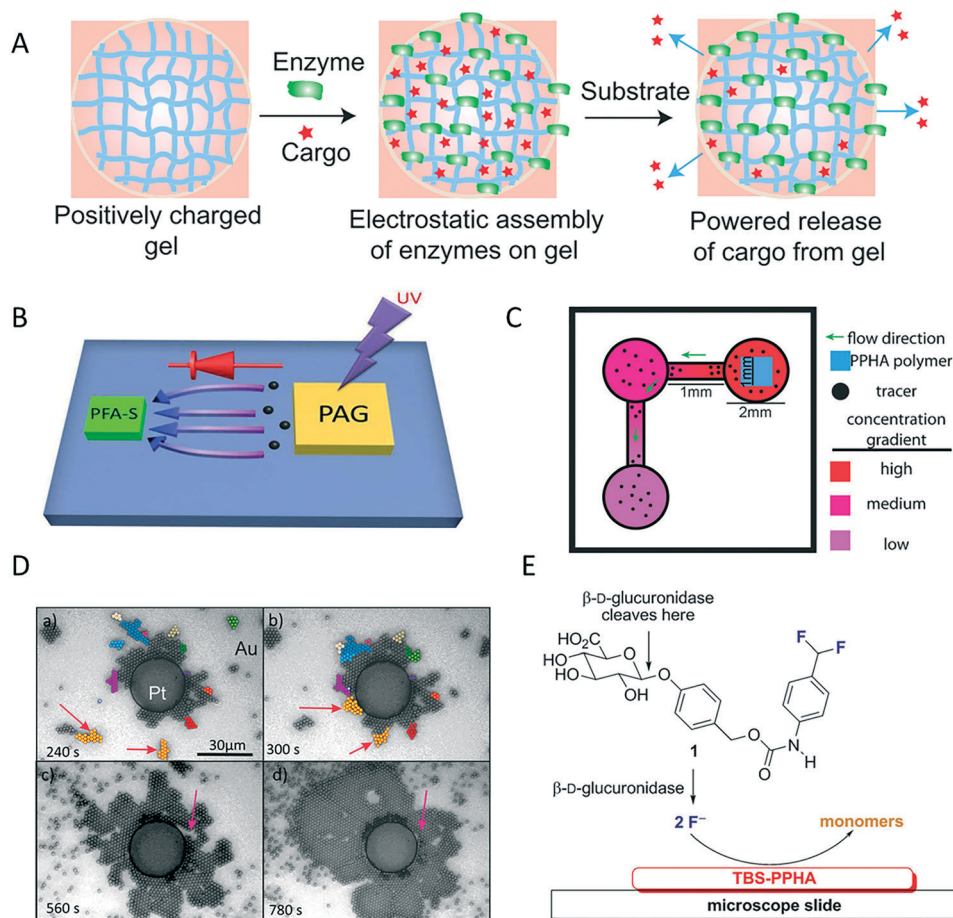 A
Enzyme
Cargo
Substrate
Positively charged
gel
Electrostatic assembly
of enzymes on gel
Powered release
of cargo from gel
B
UV
PFA-S
PAG
C
flow direction
PPHA polymer
tracer
concentration
gradient
high
medium
low
1mm
1mm
2mm
D
a)
Au
Pt
240 s
30μm
b)
300 s
c)
560 s
d)
780 s
E
β-D-glucuronidase
cleaves here
HO₂C
HO
HO
OH
O
O
O
O
N
H
F
F
1
β-D-glucuronidase
2 F⁻
monomers
TBS-PPHA
microscope slide